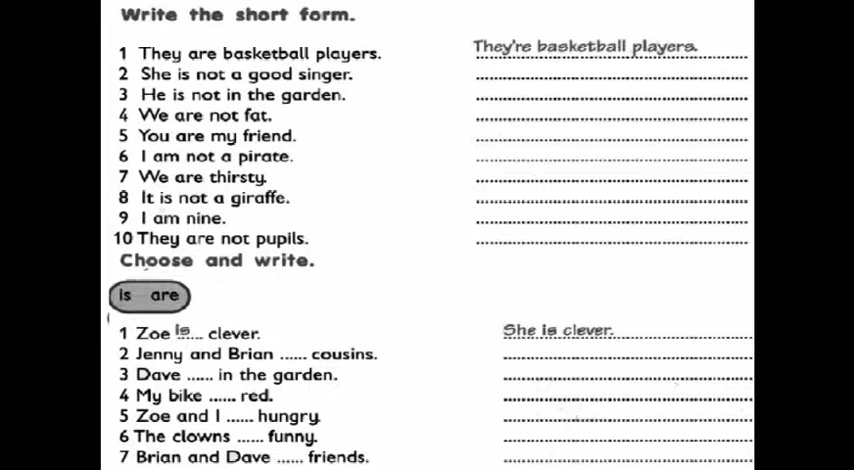 Write the short form.
1 They are basketball players. They're basketball players.
2 She is not a good singer.
3 He is not in the garden.
4 We are not fat.
5 You are my friend.
6 I am not a pirate.
7 We are thirsty.
8 It is not a giraffe.
9 I am nine.
10 They are not pupils.
Choose and write.
is are
1 Zoe is clever. She is clever.
2 Jenny and Brian ...... cousins.
3 Dave ...... in the garden.
4 My bike ...... red.
5 Zoe and I ...... hungry.
6 The clowns ...... funny.
7 Brian and Dave ...... friends.